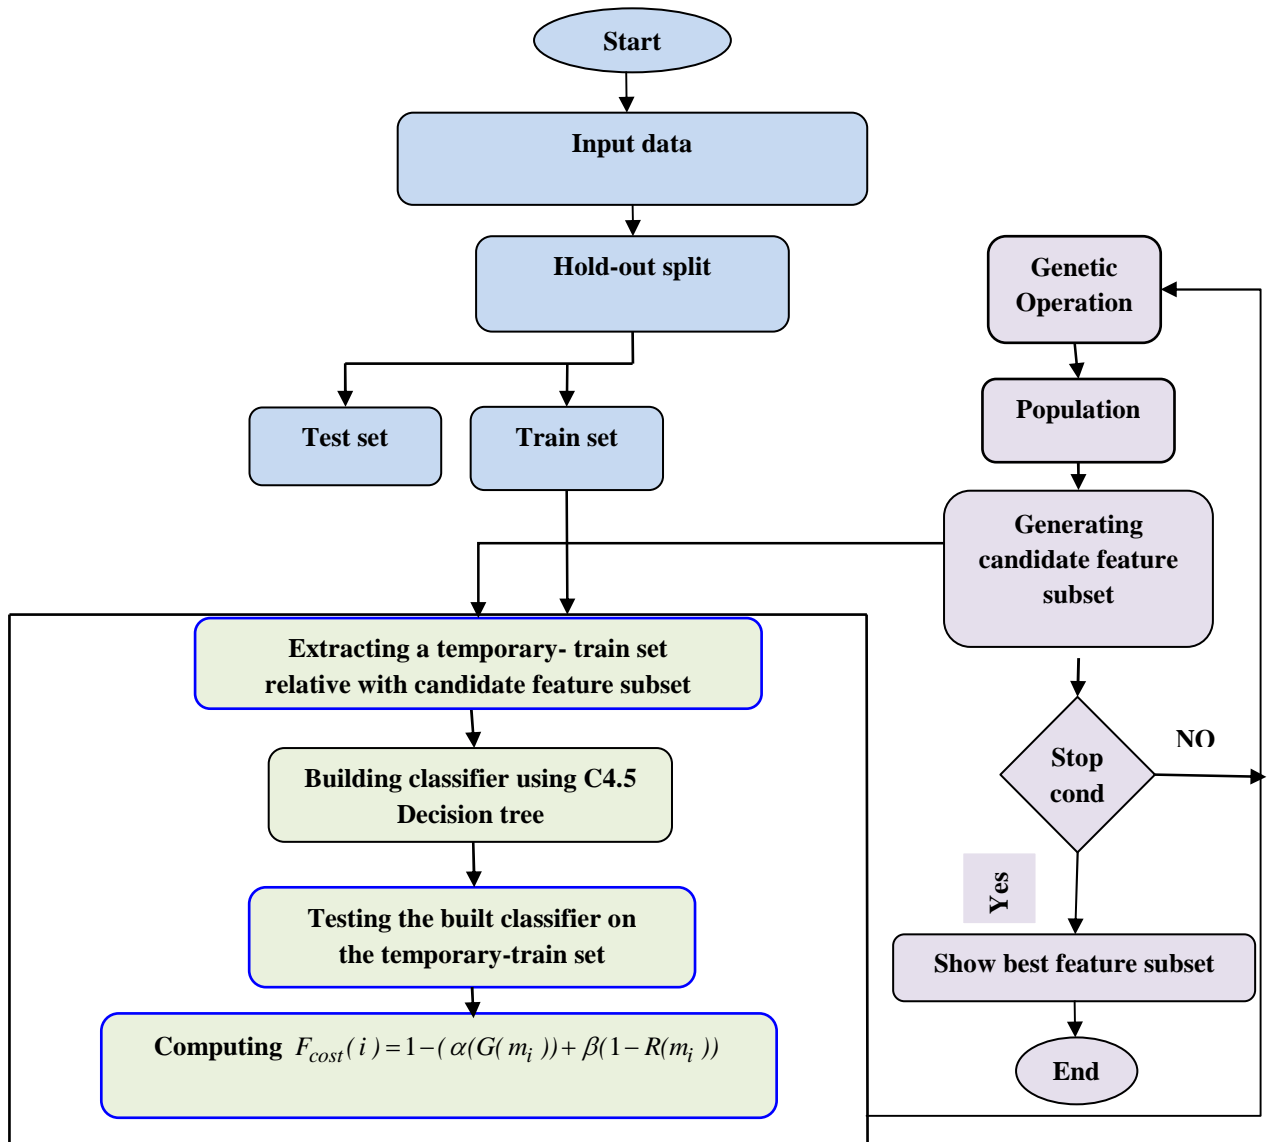 Start
Input data
Hold-out split
Test set
Train set
Genetic
Operation
Population
Generating
candidate feature
subset
Extracting a temporary- train set
relative with candidate feature subset
Building classifier using C4.5
Decision tree
Testing the built classifier on
the temporary-train set
Computing F_cost(i)=1−(α(G(m_i))+β(1−R(m_i))
Stop
cond
NO
Yes
Show best feature subset
End